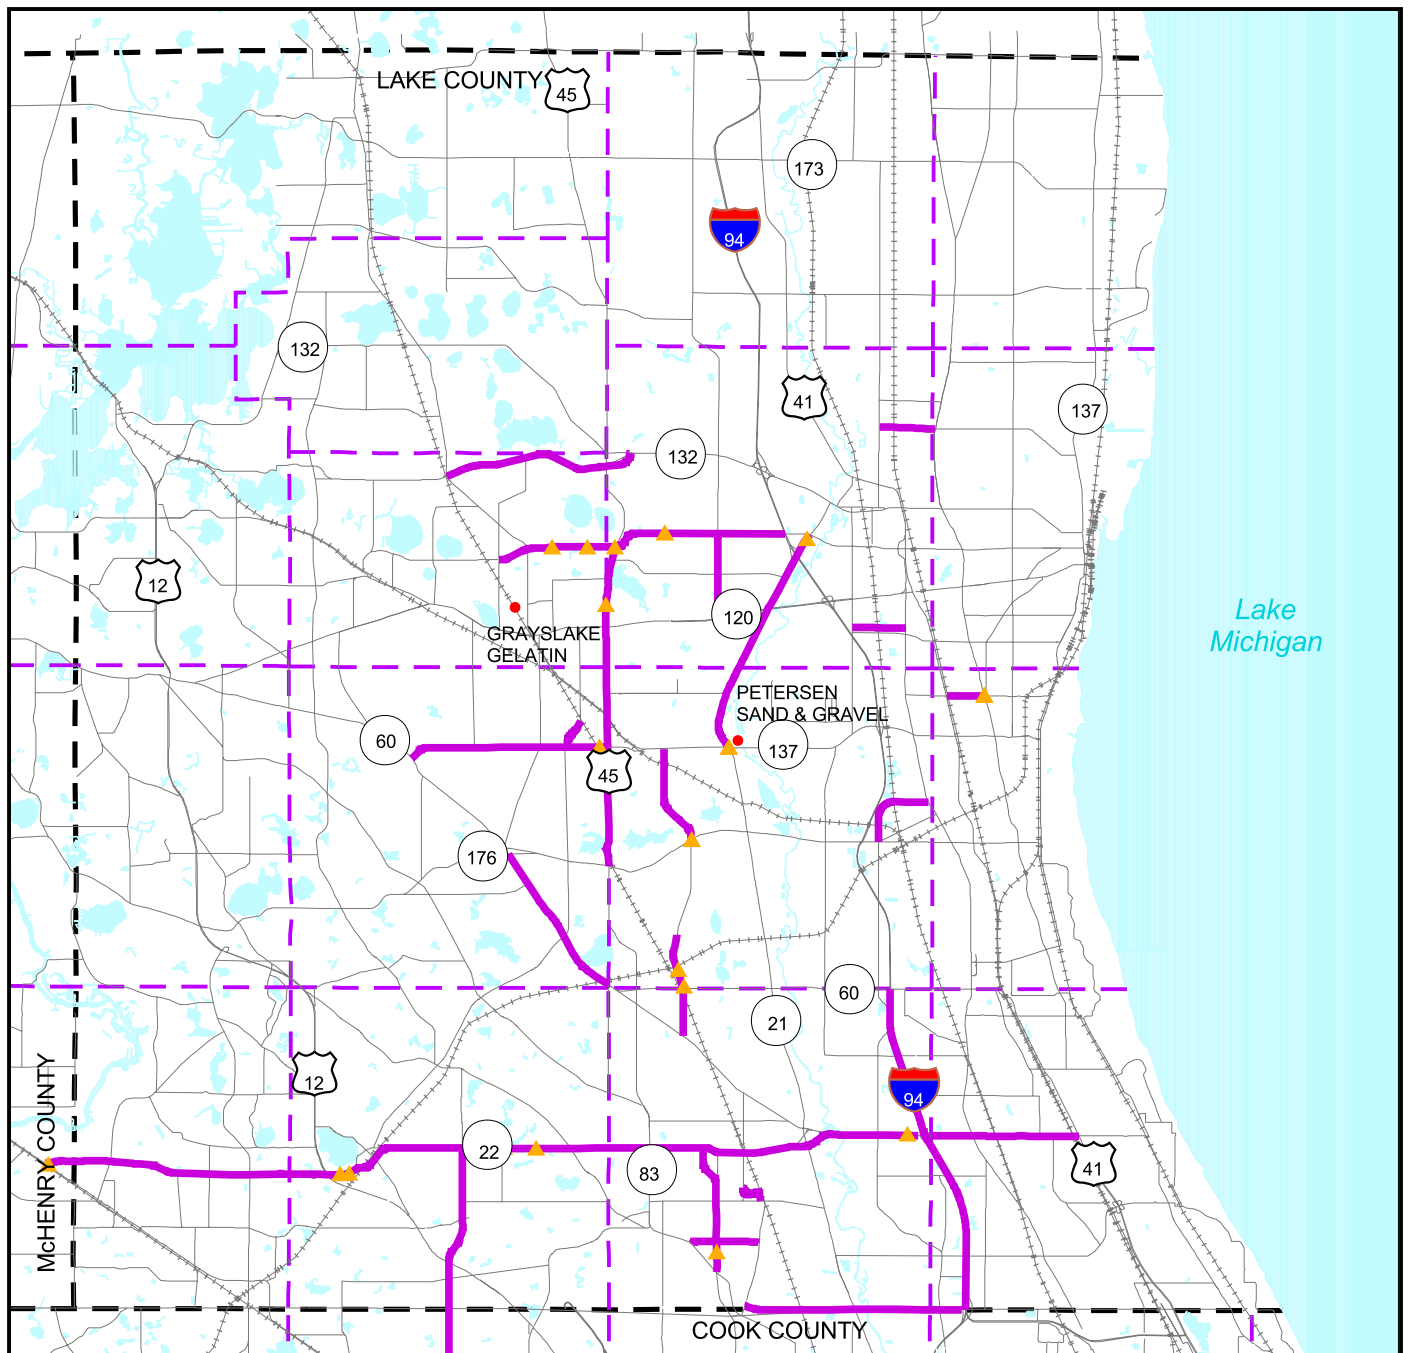 LAKE COUNTY
45
173
94
132
41
137
132
12
120
Lake
Michigan
GRAYSLAKE
GELATIN
PETERSEN
SAND & GRAVEL
60
137
45
176
60
21
12
94
McHENRY COUNTY
22
83
41
COOK COUNTY